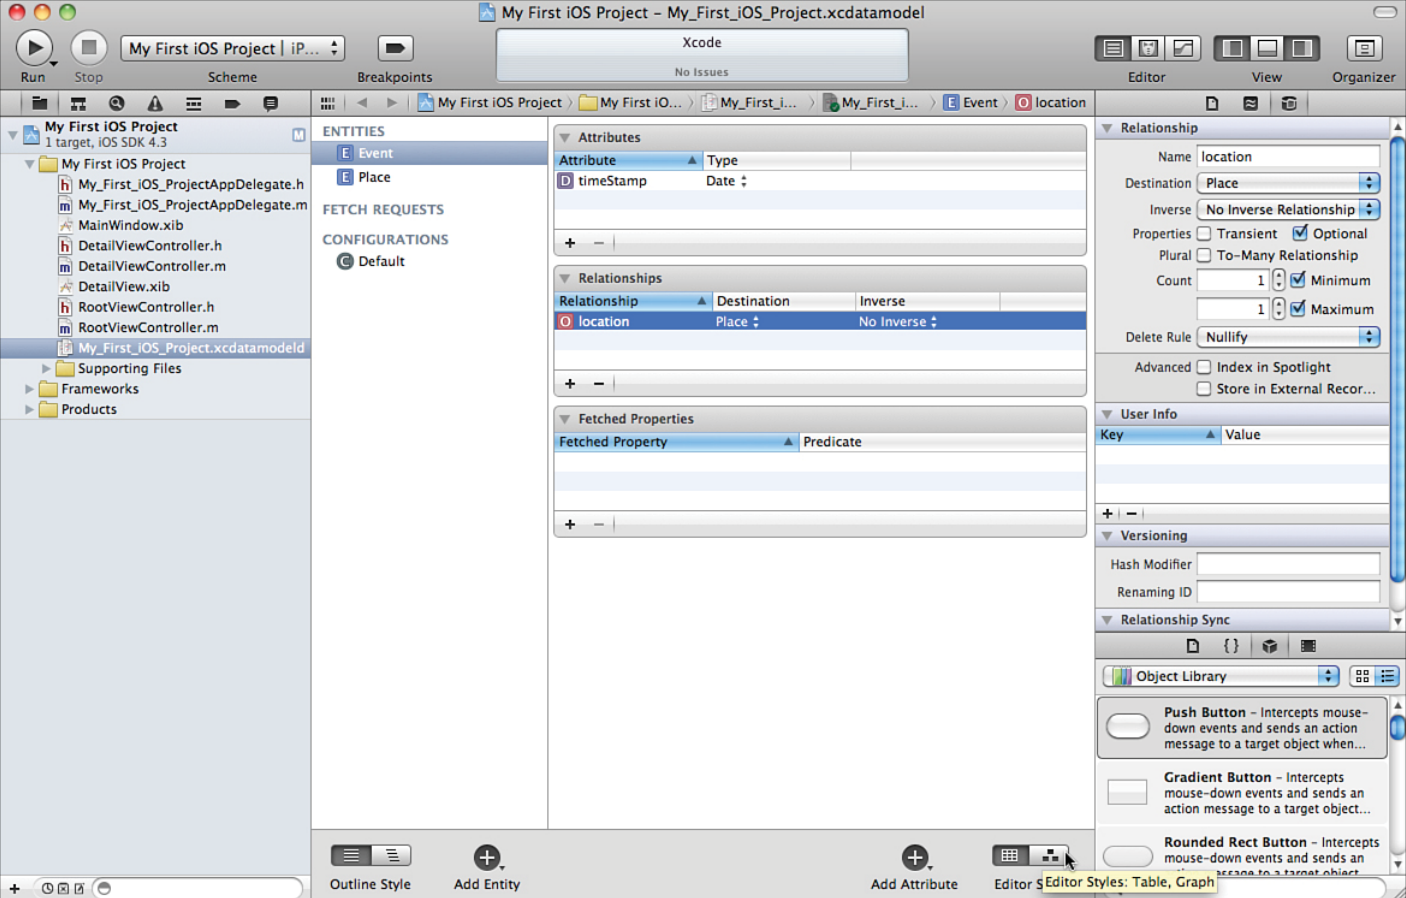 My First iOS Project – My_First_iOS_Project.xcdatamodel
My First iOS Project | iP...
Xcode
No Issues
Run
Stop
Scheme
Breakpoints
Editor
View
Organizer
My First iOS Project
My First iO...
My_First_i...
My_First_i...
E Event
O location
My First iOS Project
1 target, iOS SDK 4.3
M
My First iOS Project
h My_First_iOS_ProjectAppDelegate.h
m My_First_iOS_ProjectAppDelegate.m
MainWindow.xib
h DetailViewController.h
m DetailViewController.m
DetailView.xib
h RootViewController.h
m RootViewController.m
My_First_iOS_Project.xcdatamodeld
Supporting Files
Frameworks
Products
ENTITIES
E Event
E Place
FETCH REQUESTS
CONFIGURATIONS
C Default
Attributes
Attribute Type
D timeStamp Date
+ −
Relationships
Relationship Destination Inverse
O location Place No Inverse
+ −
Fetched Properties
Fetched Property Predicate
+ −
Relationship
Name location
Destination Place
Inverse No Inverse Relationship
Properties Transient Optional
Plural To-Many Relationship
Count 1 Minimum
1 Maximum
Delete Rule Nullify
Advanced Index in Spotlight
Store in External Recor...
User Info
Key Value
+ −
Versioning
Hash Modifier
Renaming ID
Relationship Sync
{ }
Object Library
Push Button – Intercepts mouse-
down events and sends an action
message to a target object when...
Gradient Button – Intercepts
mouse-down events and sends an
action message to a target object...
Rounded Rect Button – Intercepts
mouse-down events and sends an
action message to a target object
Outline Style
Add Entity
Add Attribute
Editor S
Editor Styles: Table, Graph
+